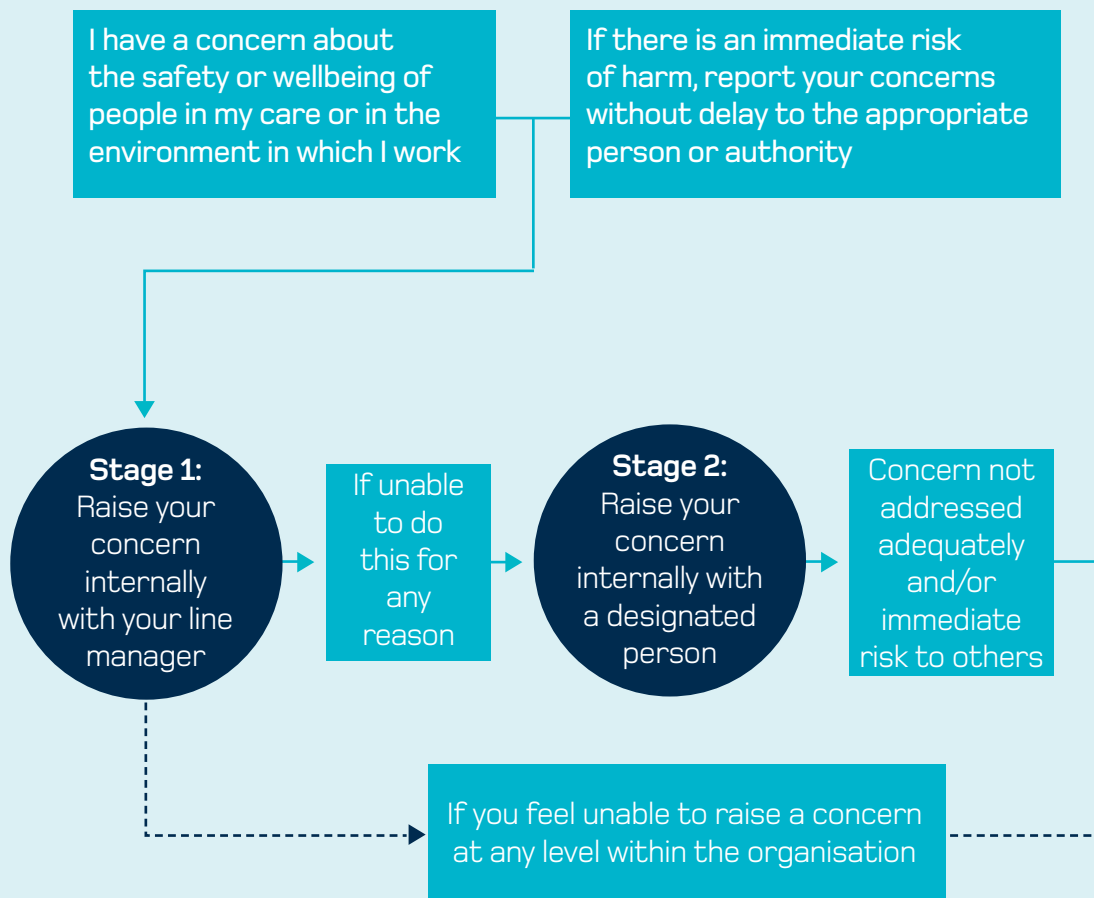 I have a concern about
the safety or wellbeing of
people in my care or in the
environment in which I work
If there is an immediate risk
of harm, report your concerns
without delay to the appropriate
person or authority
Stage 1:
Raise your
concern
internally
with your line
manager
If unable
to do
this for
any
reason
Stage 2:
Raise your
concern
internally with
a designated
person
Concern not
addressed
adequately
and/or
immediate
risk to others
If you feel unable to raise a concern
at any level within the organisation